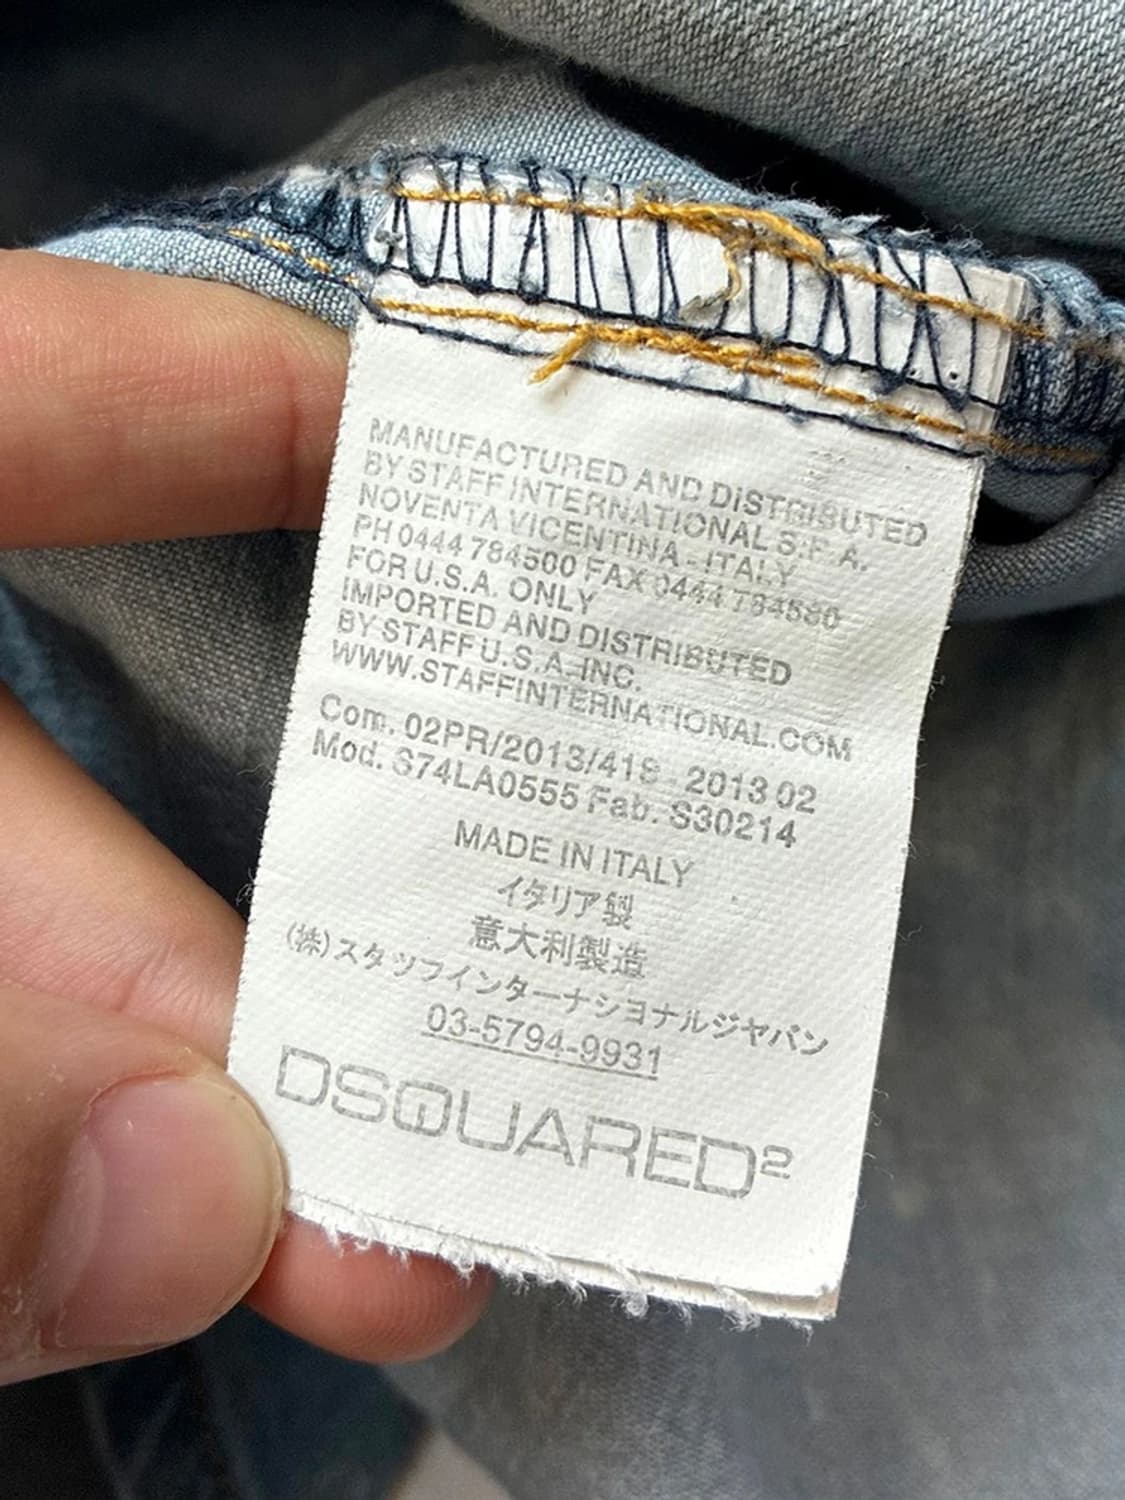 MANUFACTURED AND DISTRIBUTED
BY STAFF INTERNATIONAL S.P.A.
NOVENTA VICENTINA - ITALY
PH 0444 784500 FAX 0444 784580
FOR U.S.A. ONLY
IMPORTED AND DISTRIBUTED
BY STAFF U.S.A. INC.
WWW.STAFFINTERNATIONAL.COM
Com. 02PR/2013/419 - 2013 02
Mod. S74LA0555 Fab. S30214
MADE IN ITALY
イタリア製
意大利製造
(株)スタッフインターナショナルジャパン
03-5794-9931
DSQUARED²